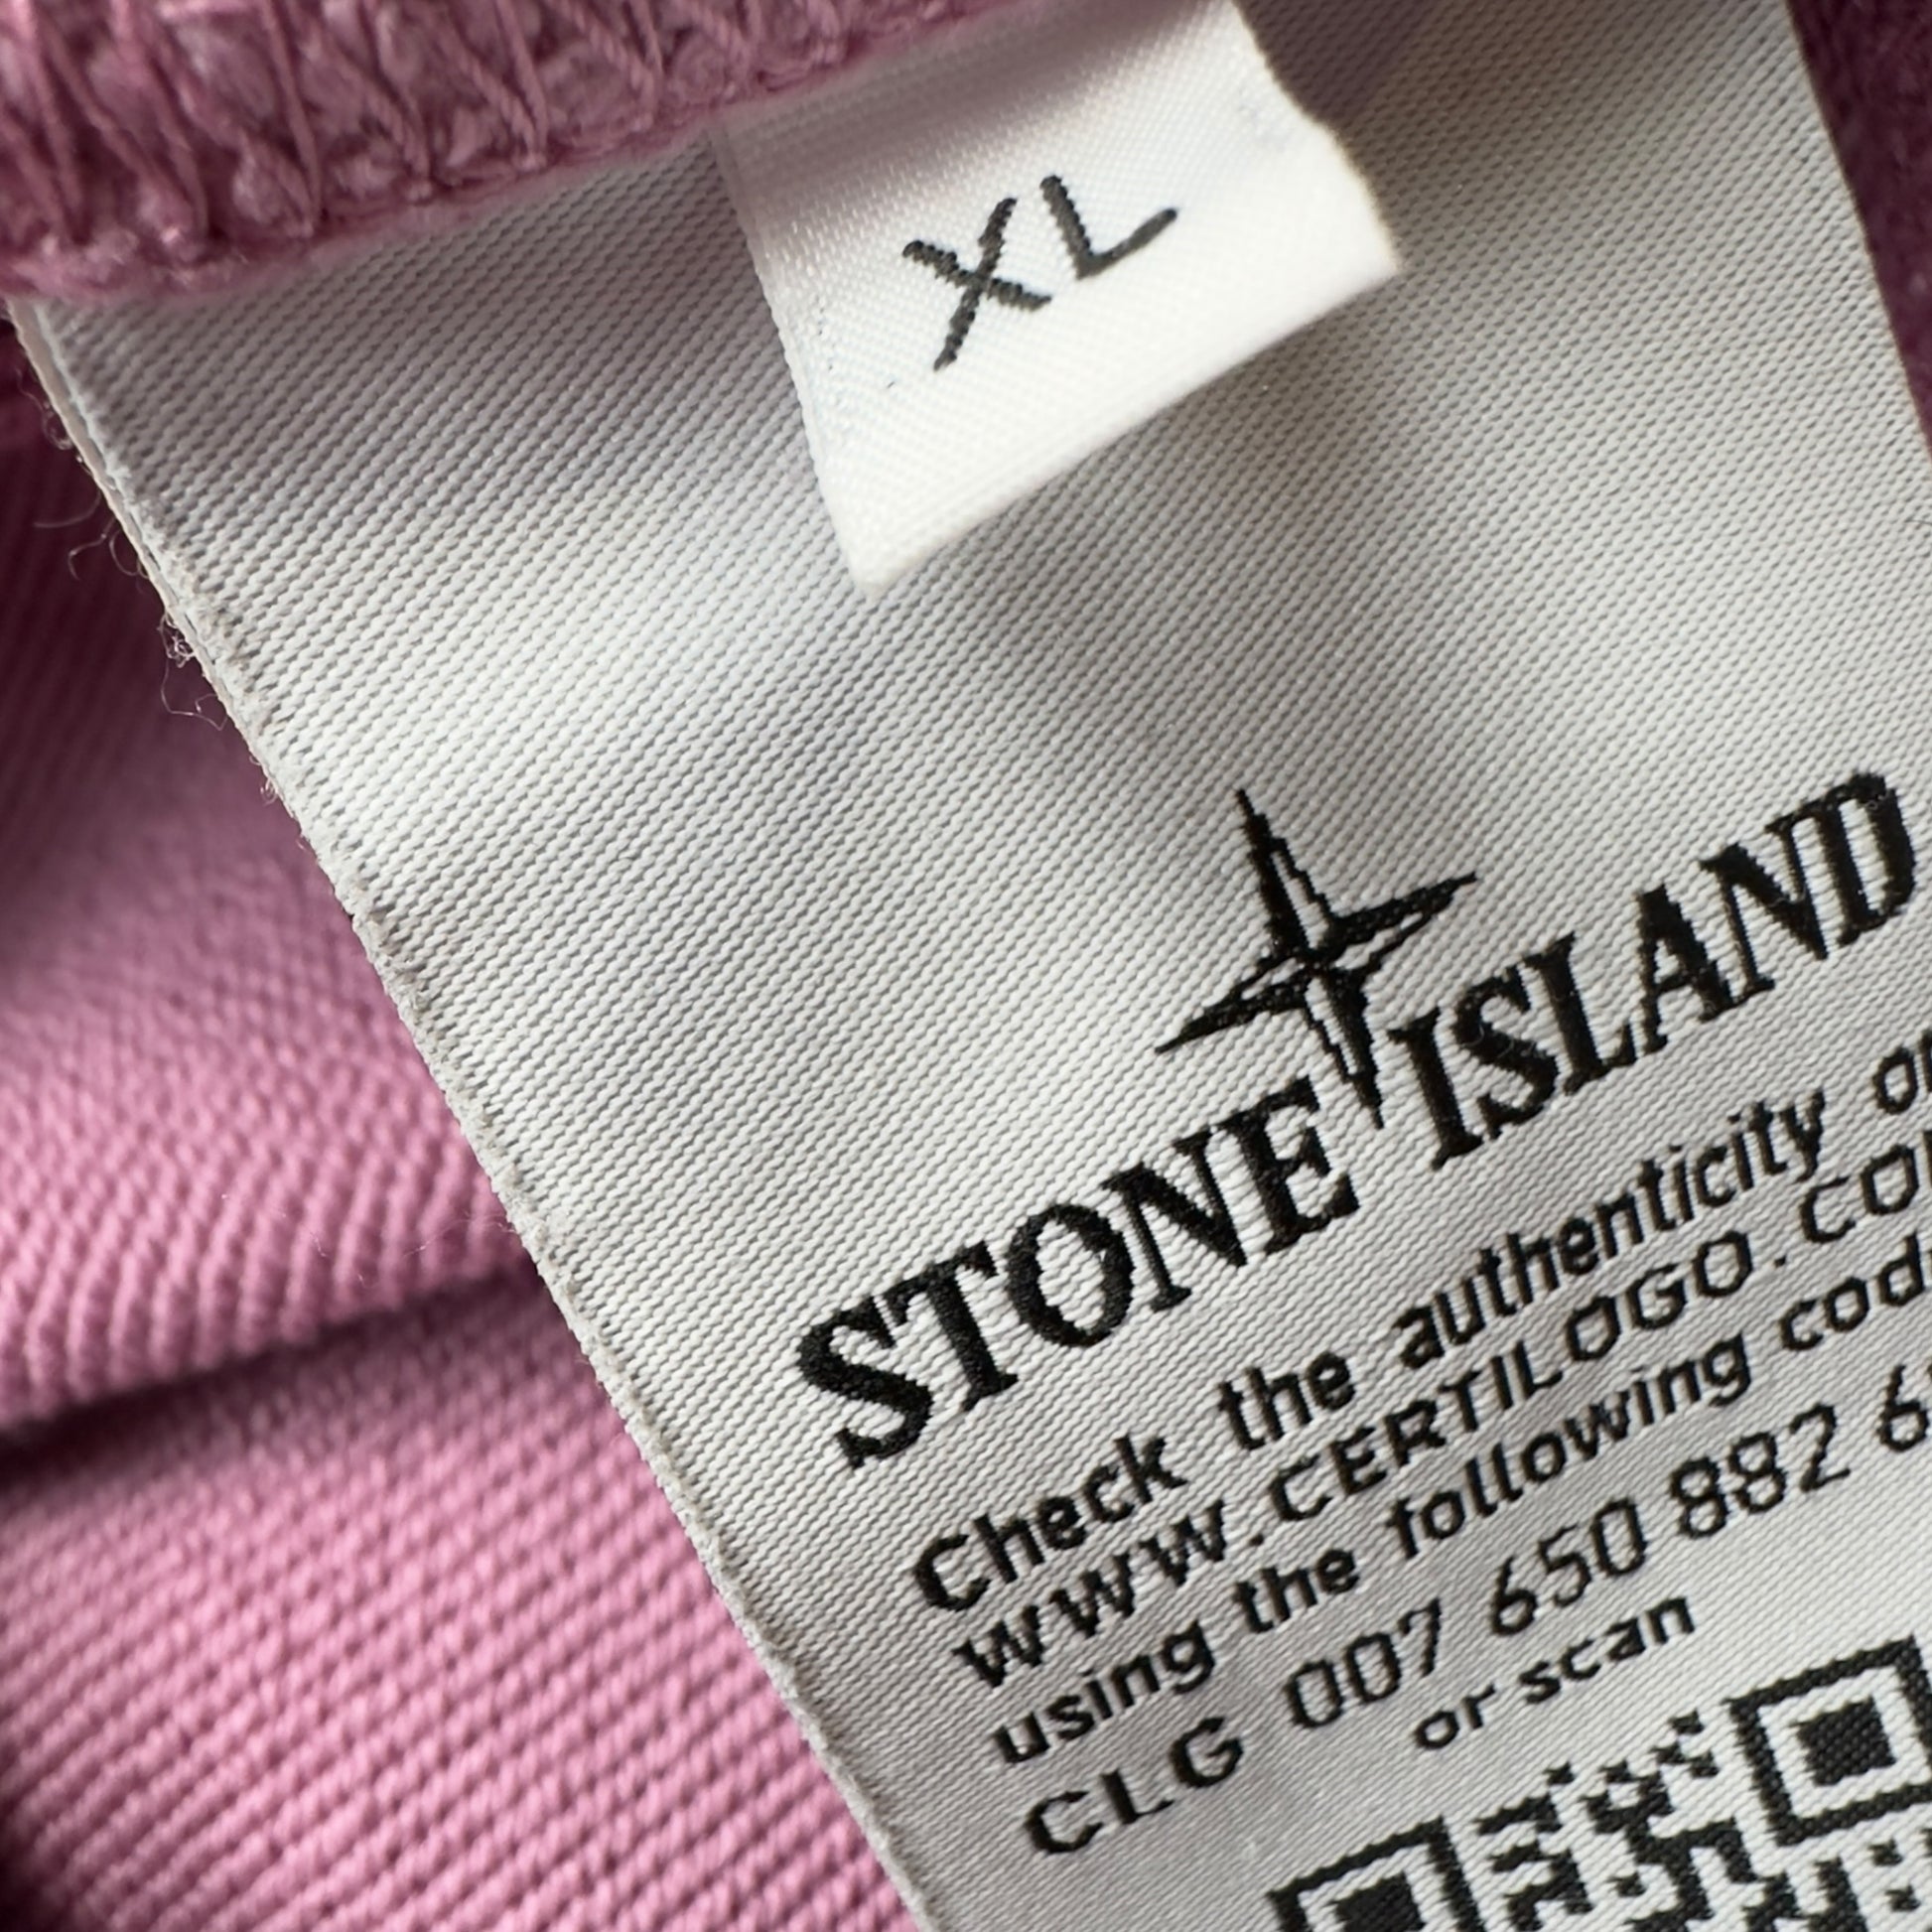 XL
STONE ISLAND
Check the authenticity
WWW.CERTILOGO.CO
using the following cod
CLG 007 650 882 6
or scan